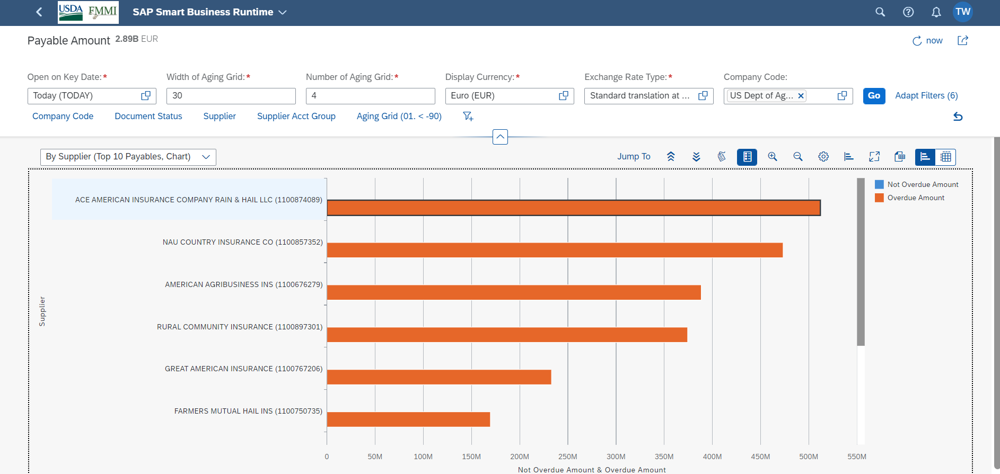 USDA FMMI SAP Smart Business Runtime TW
Payable Amount 2.89B EUR
now
Open on Key Date:* Width of Aging Grid:* Number of Aging Grid:* Display Currency:* Exchange Rate Type:* Company Code:
Today (TODAY) 30 4 Euro (EUR) Standard translation at ... US Dept of Ag... Go Adapt Filters (6)
Company Code Document Status Supplier Supplier Acct Group Aging Grid (01. < -90)
By Supplier (Top 10 Payables, Chart) Jump To
Not Overdue Amount
Overdue Amount
Supplier
ACE AMERICAN INSURANCE COMPANY RAIN & HAIL LLC (1100874089)
NAU COUNTRY INSURANCE CO (1100857352)
AMERICAN AGRIBUSINESS INS (1100676279)
RURAL COMMUNITY INSURANCE (1100897301)
GREAT AMERICAN INSURANCE (1100767206)
FARMERS MUTUAL HAIL INS (1100750735)
0 50M 100M 150M 200M 250M 300M 350M 400M 450M 500M 550M
Not Overdue Amount & Overdue Amount